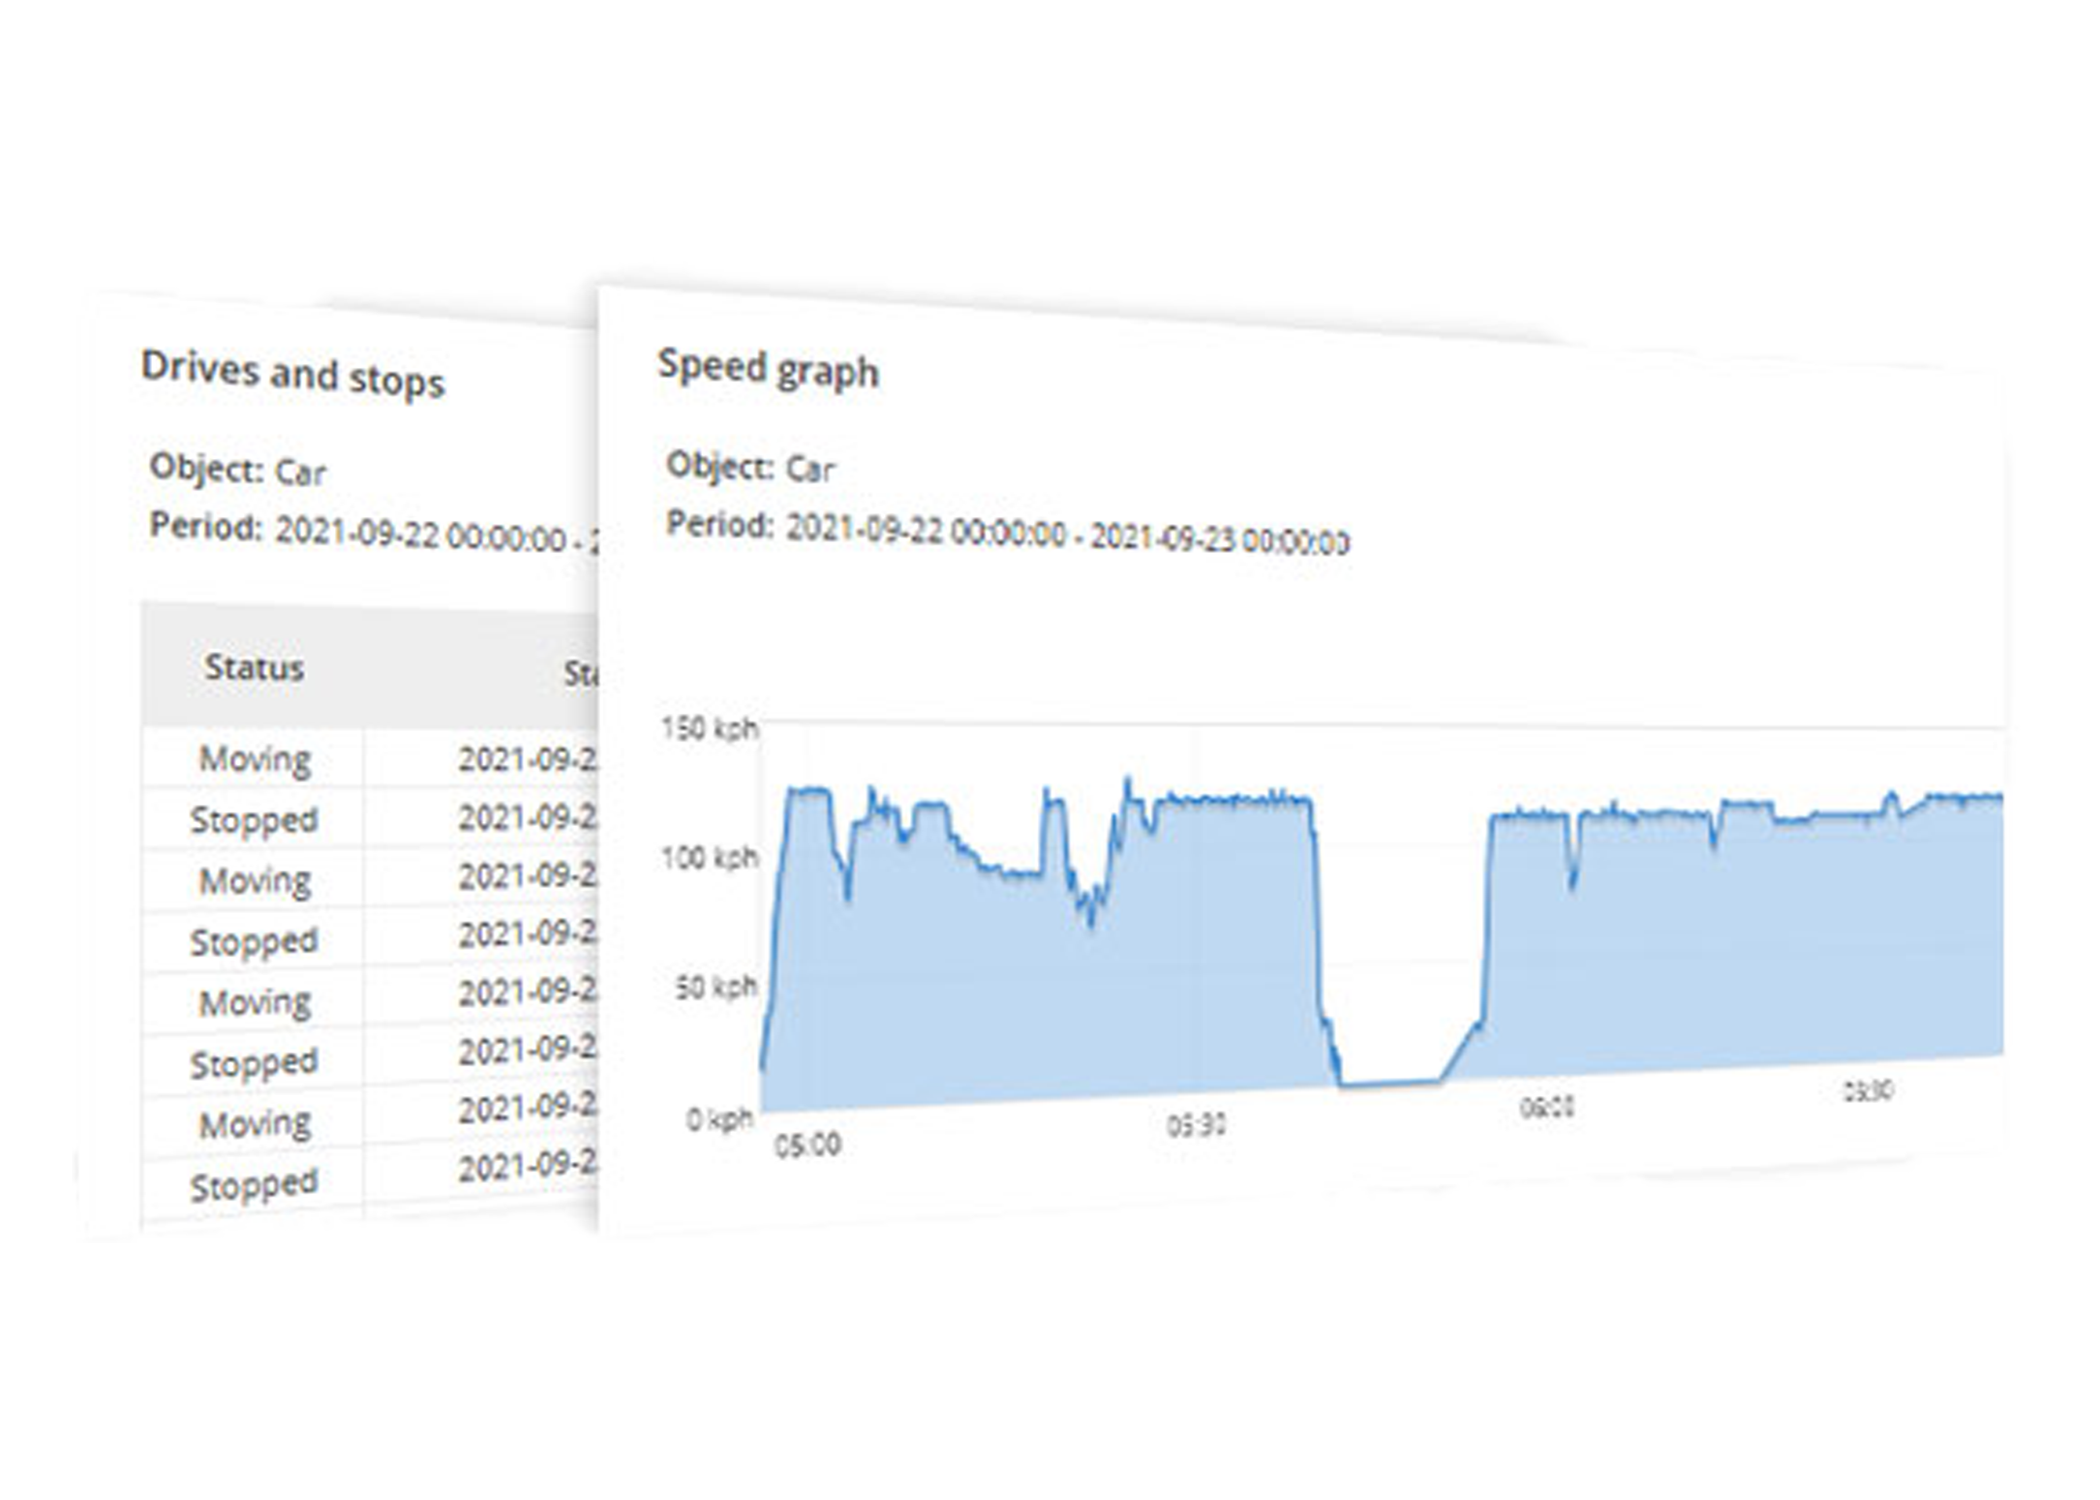 Drives and stops
Object: Car
Period: 2021-09-22 00:00:00 - 2
Status Sta
Moving 2021-09-2
Stopped 2021-09-2
Moving 2021-09-2
Stopped 2021-09-2
Moving 2021-09-2
Stopped 2021-09-2
Moving 2021-09-2
Stopped 2021-09-2
Speed graph
Object: Car
Period: 2021-09-22 00:00:00 - 2021-09-23 00:00:00
150 kph
100 kph
50 kph
0 kph
05:00 05:30 06:00